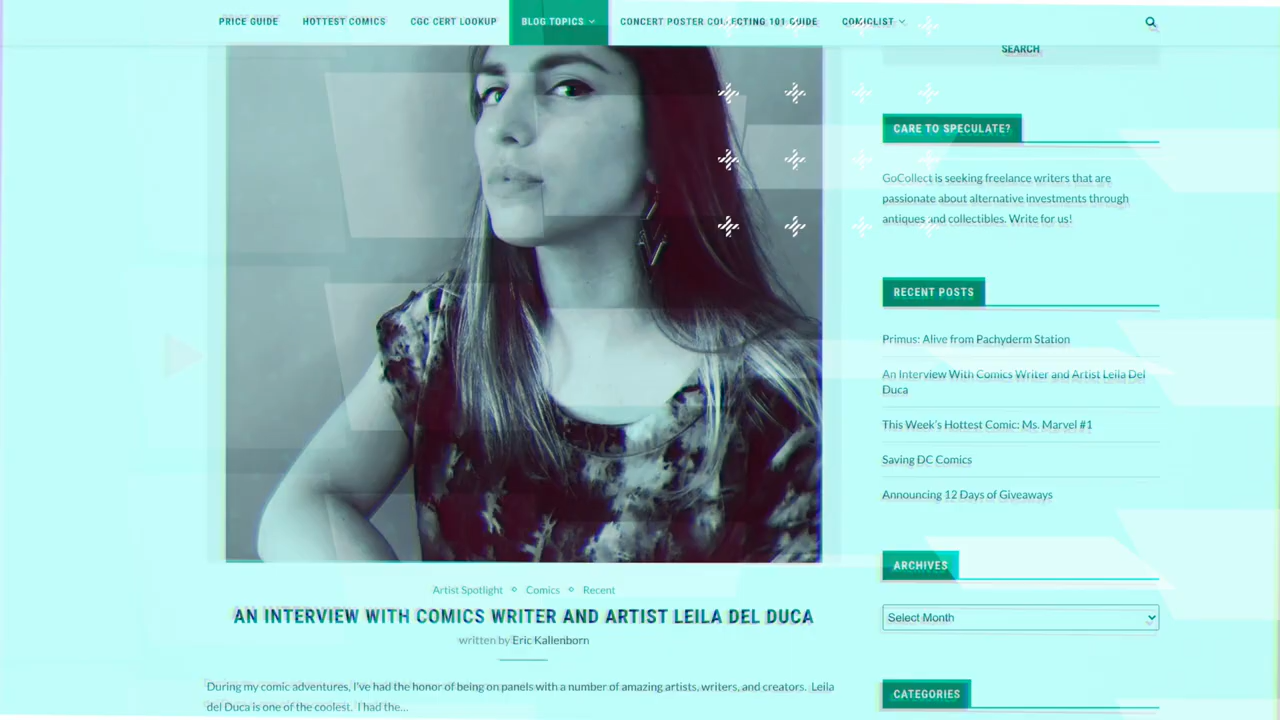 PRICE GUIDE
HOTTEST COMICS
CGC CERT LOOKUP
BLOG TOPICS
CONCERT POSTER COLLECTING 101 GUIDE
COMICLIST
SEARCH
CARE TO SPECULATE?
GoCollect is seeking freelance writers that are
passionate about alternative investments through
antiques and collectibles. Write for us!
RECENT POSTS
Primus: Alive from Pachyderm Station
An Interview With Comics Writer and Artist Leila Del
Duca
This Week's Hottest Comic: Ms. Marvel #1
Saving DC Comics
Announcing 12 Days of Giveaways
ARCHIVES
Select Month
CATEGORIES
Artist Spotlight ◇ Comics ◇ Recent
AN INTERVIEW WITH COMICS WRITER AND ARTIST LEILA DEL DUCA
written by Eric Kallenborn
During my comic adventures, I've had the honor of being on panels with a number of amazing artists, writers, and creators. Leila
del Duca is one of the coolest. I had the...